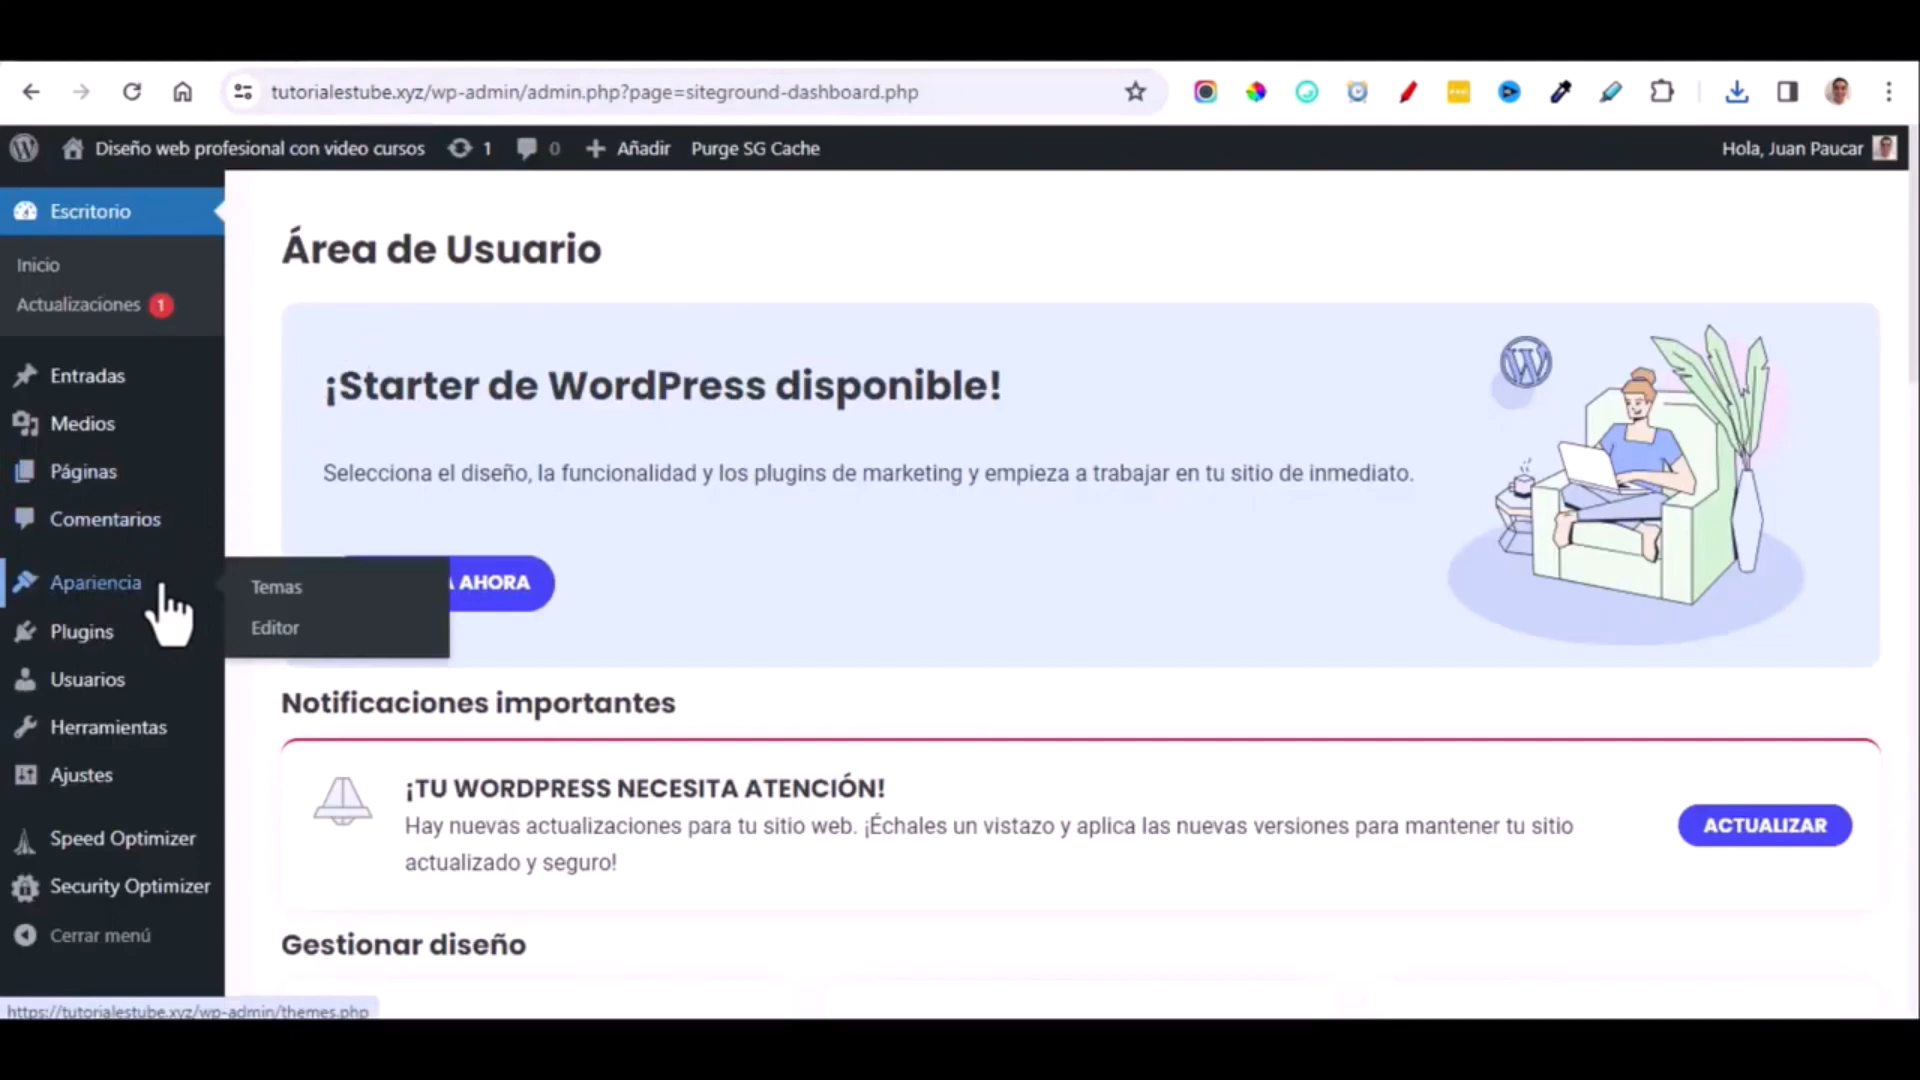 tutorialestube.xyz/wp-admin/admin.php?page=siteground-dashboard.php
Diseño web profesional con video cursos
1
0
Añadir
Purge SG Cache
Hola, Juan Paucar
Escritorio
Inicio
Actualizaciones 1
Entradas
Medios
Páginas
Comentarios
Apariencia
Plugins
Usuarios
Herramientas
Ajustes
Speed Optimizer
Security Optimizer
Cerrar menú
Temas
Editor
Área de Usuario
¡Starter de WordPress disponible!
Selecciona el diseño, la funcionalidad y los plugins de marketing y empieza a trabajar en tu sitio de inmediato.
AHORA
Notificaciones importantes
¡TU WORDPRESS NECESITA ATENCIÓN!
Hay nuevas actualizaciones para tu sitio web. ¡Échales un vistazo y aplica las nuevas versiones para mantener tu sitio
actualizado y seguro!
ACTUALIZAR
Gestionar diseño
https://tutorialestube.xyz/wp-admin/themes.php